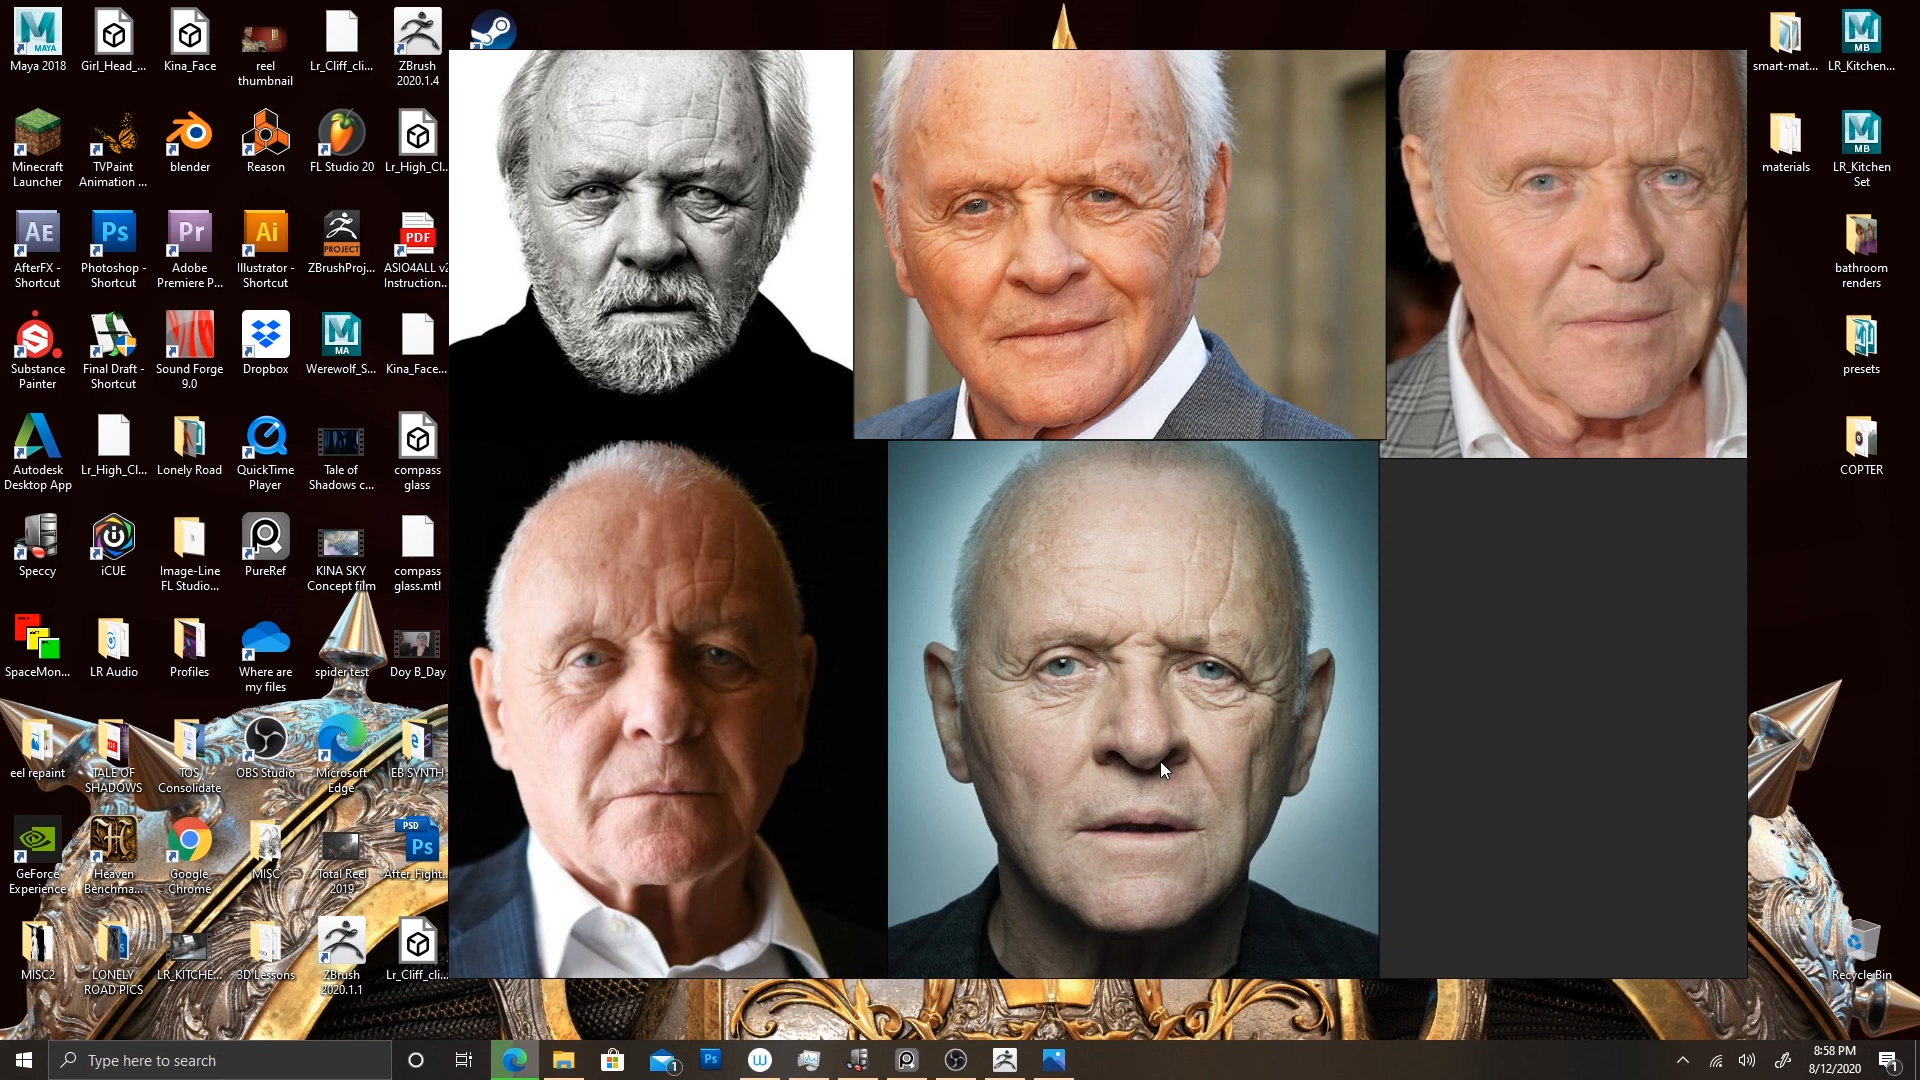 Maya 2018
Girl_Head_...
Kina_Face
reel
thumbnail
Lr_Cliff_cli...
ZBrush
2020.1.4
smart-mat...
LR_Kitchen...
Minecraft
Launcher
TVPaint
Animation ...
blender
Reason
FL Studio 20
Lr_High_Cl...
materials
LR_Kitchen
Set
AfterFX -
Shortcut
Photoshop -
Shortcut
Adobe
Premiere P...
Illustrator -
Shortcut
ZBrushProj...
ASIO4ALL v2
Instruction...
bathroom
renders
Substance
Painter
Final Draft -
Shortcut
Sound Forge
9.0
Dropbox
Werewolf_S...
Kina_Face...
presets
Autodesk
Desktop App
Lr_High_Cl...
Lonely Road
QuickTime
Player
Tale of
Shadows c...
compass
glass
COPTER
Speccy
iCUE
Image-Line
FL Studio...
PureRef
KINA SKY
Concept film
compass
glass.mtl
SpaceMon...
LR Audio
Profiles
Where are
my files
spider test
Doy B_Day
eel repaint
TALE OF
SHADOWS
TOS
Consolidate
OBS Studio
Microsoft
Edge
EB SYNTH
GeForce
Experience
Heaven
Benchma...
Google
Chrome
MISC
Total Reel
2019
After_Fight...
MISC2
LONELY
ROAD PICS
LR_KITCHE...
3D Lessons
ZBrush
2020.1.1
Lr_Cliff_cli...
Recycle Bin
Type here to search
8:58 PM
8/12/2020